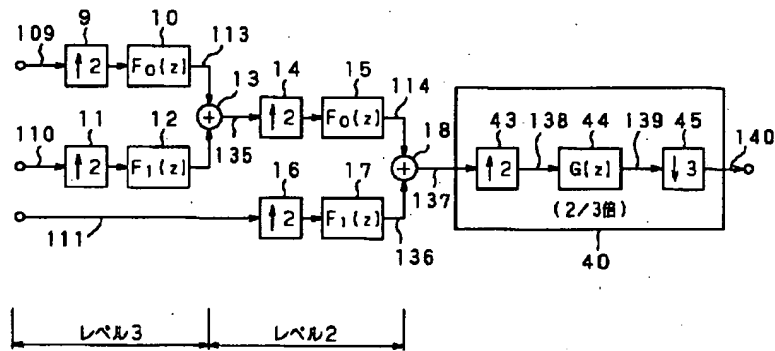 109 9 10 113
↑2 F₀(z) 13 14 15 114
+ ↑2 F₀(z)
110 11 12 135 18 43 138 44 139 45 140
↑2 F₁(z) 16 17 + ↑2 G(z) ↓3
111 ↑2 F₁(z) 136 137 (2/3倍)
40
レベル3 レベル2